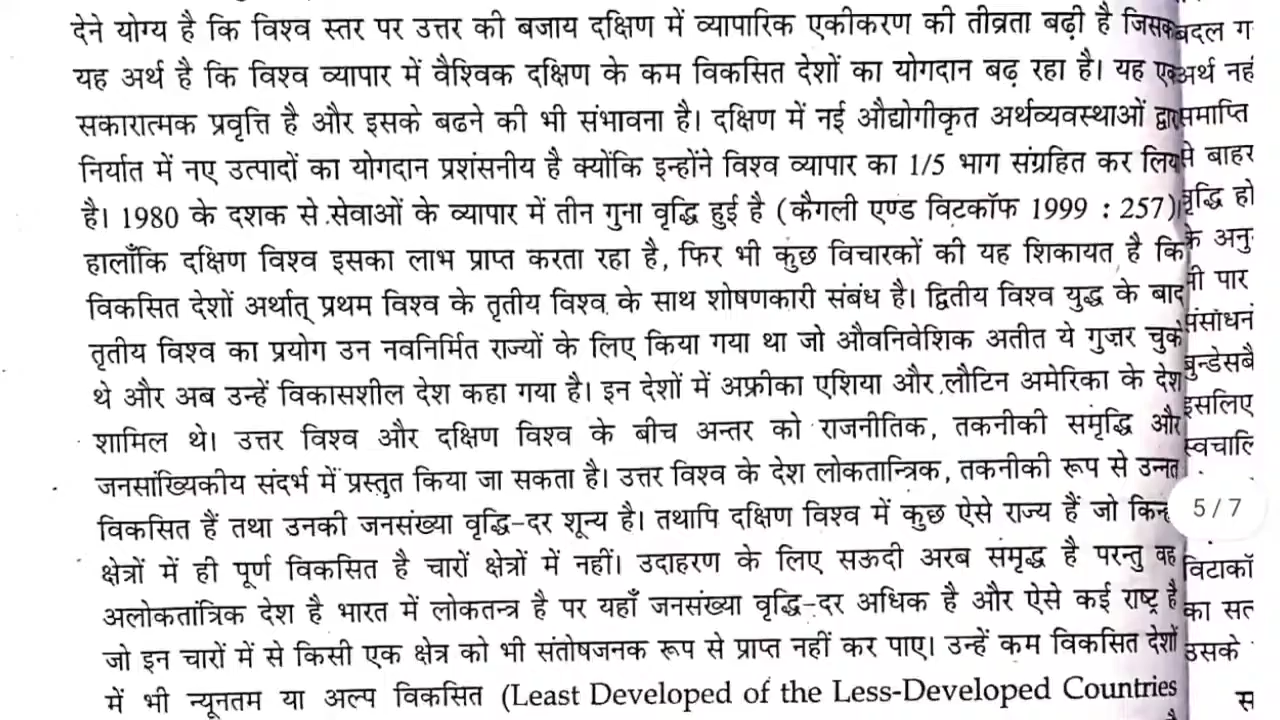 देने योग्य है कि विश्व स्तर पर उत्तर की बजाय दक्षिण में व्यापारिक एकीकरण की तीव्रता बढ़ी है जिसका
यह अर्थ है कि विश्व व्यापार में वैश्विक दक्षिण के कम विकसित देशों का योगदान बढ़ रहा है। यह एक
सकारात्मक प्रवृत्ति है और इसके बढने की भी संभावना है। दक्षिण में नई औद्योगीकृत अर्थव्यवस्थाओं द्वारा
निर्यात में नए उत्पादों का योगदान प्रशंसनीय है क्योंकि इन्होंने विश्व व्यापार का 1/5 भाग संग्रहित कर लिया
है। 1980 के दशक से सेवाओं के व्यापार में तीन गुना वृद्धि हुई है (कैगली एण्ड विटकॉफ 1999 : 257)।
हालाँकि दक्षिण विश्व इसका लाभ प्राप्त करता रहा है, फिर भी कुछ विचारकों की यह शिकायत है कि
विकसित देशों अर्थात् प्रथम विश्व के तृतीय विश्व के साथ शोषणकारी संबंध है। द्वितीय विश्व युद्ध के बाद
तृतीय विश्व का प्रयोग उन नवनिर्मित राज्यों के लिए किया गया था जो औवनिवेशिक अतीत ये गुजर चुके
थे और अब उन्हें विकासशील देश कहा गया है। इन देशों में अफ्रीका एशिया और लौटिन अमेरिका के देश
शामिल थे। उत्तर विश्व और दक्षिण विश्व के बीच अन्तर को राजनीतिक, तकनीकी समृद्धि और
जनसांख्यिकीय संदर्भ में प्रस्तुत किया जा सकता है। उत्तर विश्व के देश लोकतान्त्रिक, तकनीकी रूप से उन्नत
विकसित हैं तथा उनकी जनसंख्या वृद्धि-दर शून्य है। तथापि दक्षिण विश्व में कुछ ऐसे राज्य हैं जो
क्षेत्रों में ही पूर्ण विकसित है चारों क्षेत्रों में नहीं। उदाहरण के लिए सऊदी अरब समृद्ध है परन्तु वह
अलोकतांत्रिक देश है भारत में लोकतन्त्र है पर यहाँ जनसंख्या वृद्धि-दर अधिक है और ऐसे कई राष्ट्र है
जो इन चारों में से किसी एक क्षेत्र को भी संतोषजनक रूप से प्राप्त नहीं कर पाए। उन्हें कम विकसित देशों
में भी न्यूनतम या अल्प विकसित (Least Developed of the Less-Developed Countries
बदल
समाप्ति
बाहर
हो
पार
इसलिए
5 / 7
उसके